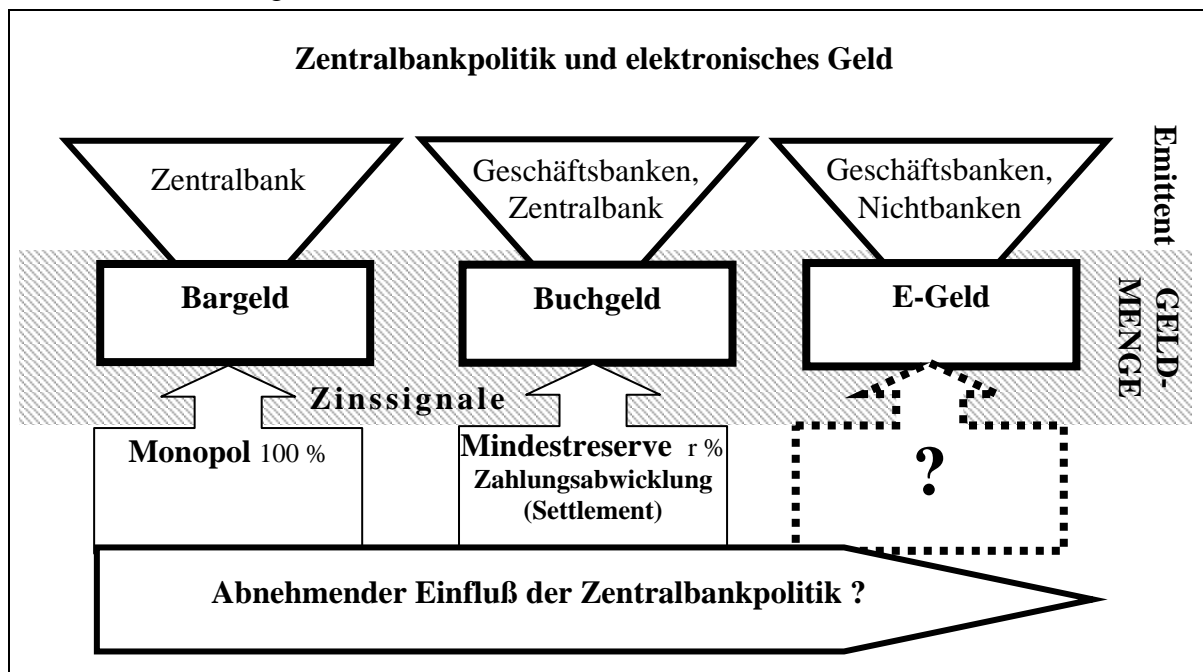 Zentralbankpolitik und elektronisches Geld
Zentralbank
Geschäftsbanken,
Zentralbank
Geschäftsbanken,
Nichtbanken
Emittent
Bargeld
Buchgeld
E-Geld
GELD-
MENGE
Zinssignale
Monopol 100 %
Mindestreserve r %
Zahlungsabwicklung
(Settlement)
?
Abnehmender Einfluß der Zentralbankpolitik ?